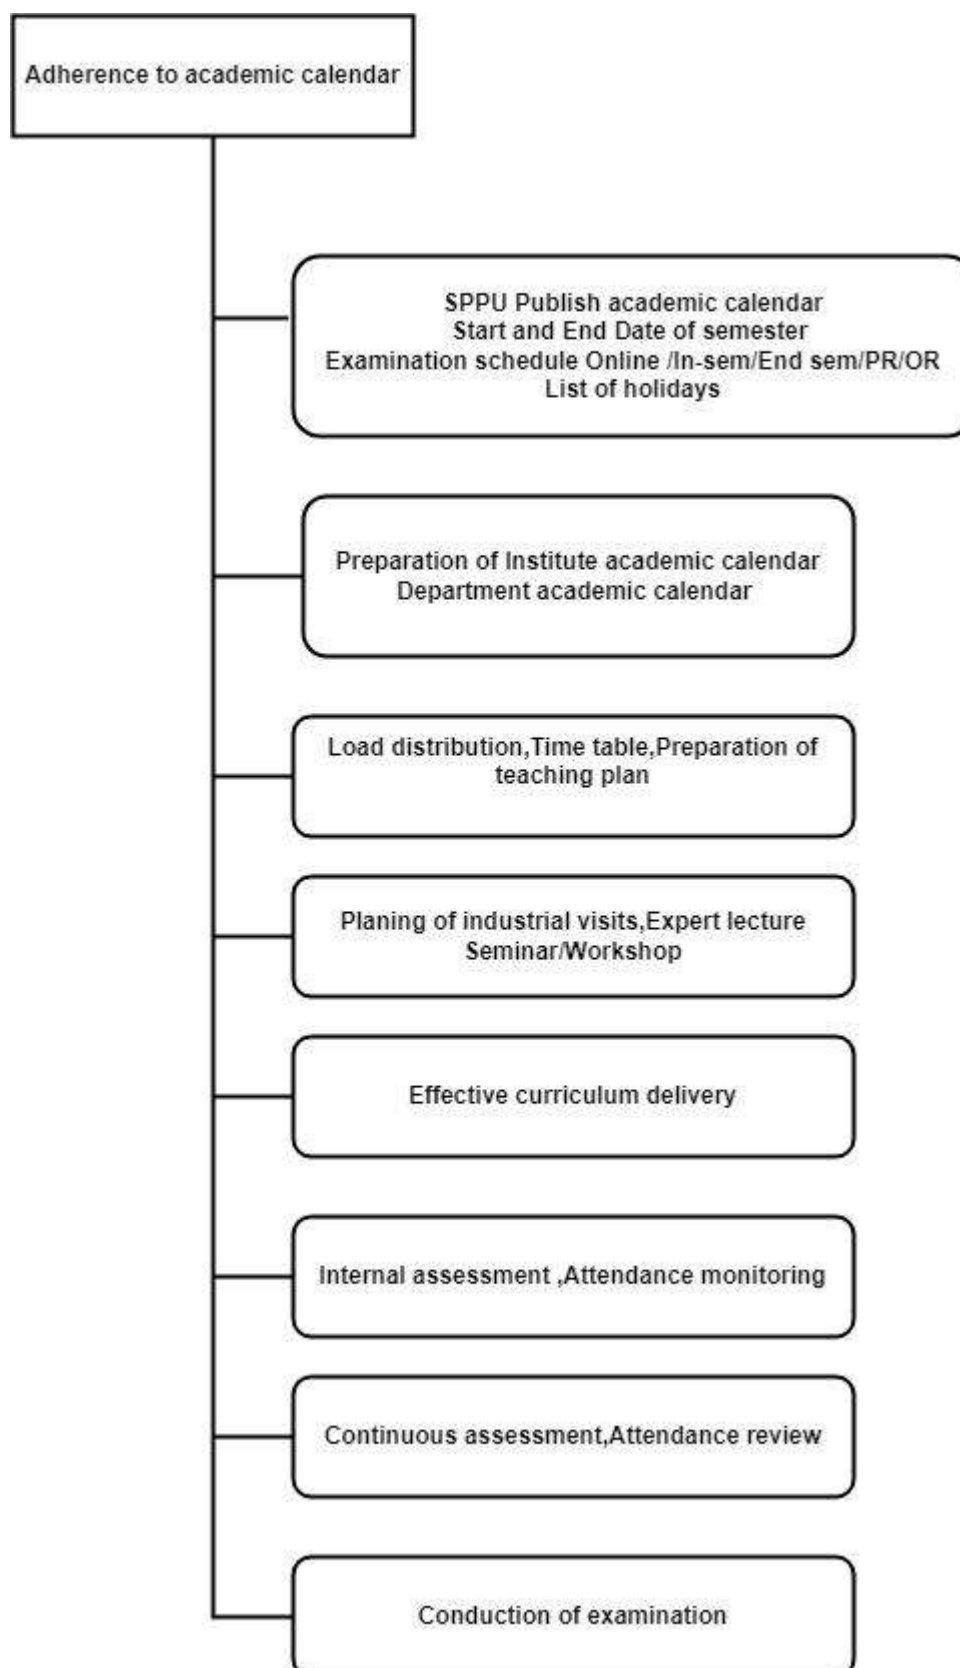 Adherence to academic calendar
SPPU Publish academic calendar
Start and End Date of semester
Examination schedule Online /In-sem/End sem/PR/OR
List of holidays
Preparation of Institute academic calendar
Department academic calendar
Load distribution,Time table,Preparation of
teaching plan
Planing of industrial visits,Expert lecture
Seminar/Workshop
Effective curriculum delivery
Internal assessment ,Attendance monitoring
Continuous assessment,Attendance review
Conduction of examination